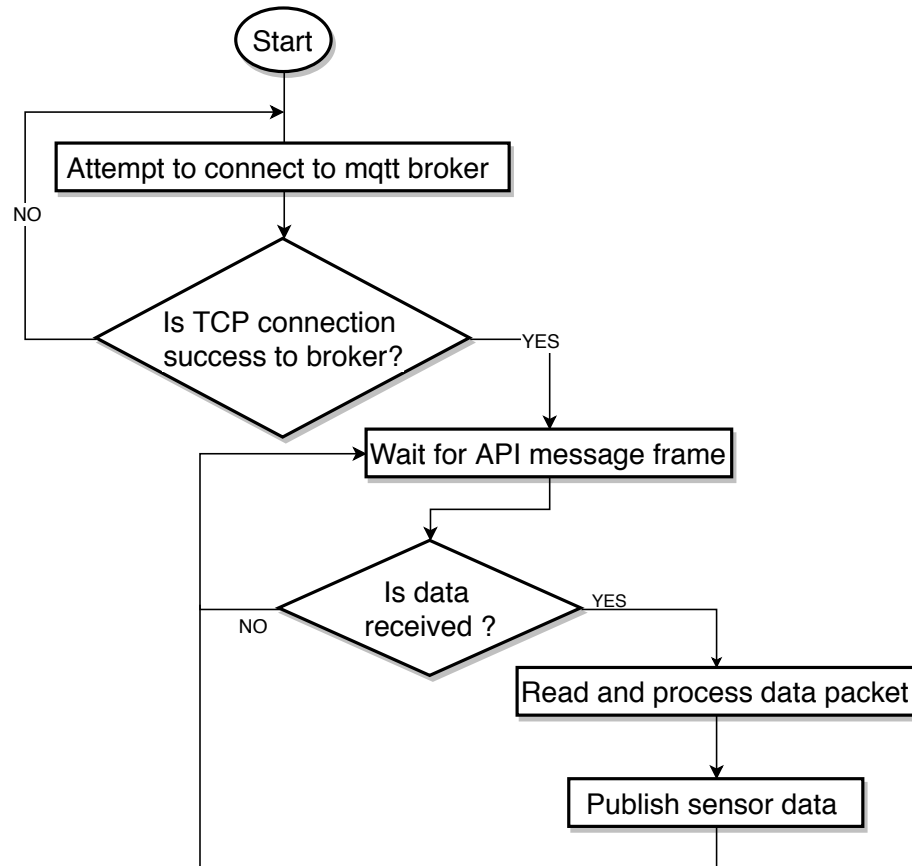 Start
Attempt to connect to mqtt broker
NO
Is TCP connection
success to broker?
YES
Wait for API message frame
Is data
received ?
YES
NO
Read and process data packet
Publish sensor data